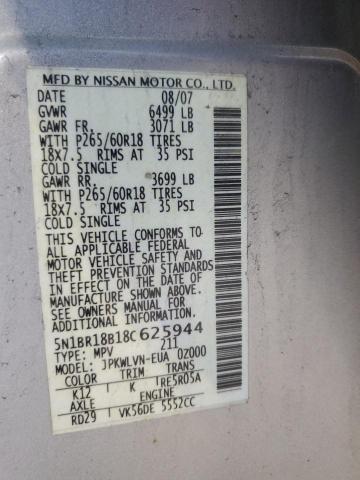 MFD BY NISSAN MOTOR CO., LTD.
DATE 08/07
GVWR 6499 LB
GAWR FR. 3071 LB
WITH P265/60R18 TIRES
18X7.5 RIMS AT 35 PSI
COLD SINGLE
GAWR RR. 3699 LB
WITH P265/60R18 TIRES
18X7.5 RIMS AT 35 PSI
COLD SINGLE
THIS VEHICLE CONFORMS TO
ALL APPLICABLE FEDERAL
MOTOR VEHICLE SAFETY AND
THEFT PREVENTION STANDARDS
IN EFFECT ON THE DATE OF
MANUFACTURE SHOWN ABOVE.
SEE OWNERS MANUAL FOR
ADDITIONAL INFORMATION.
5N1BR18B18C625944
TYPE: MPV 211
MODEL: JPKWLVN-EUA 0Z000
COLOR TRIM TRANS
K12 K RE5R05A
AXLE ENGINE
RD29 VK56DE 5552CC